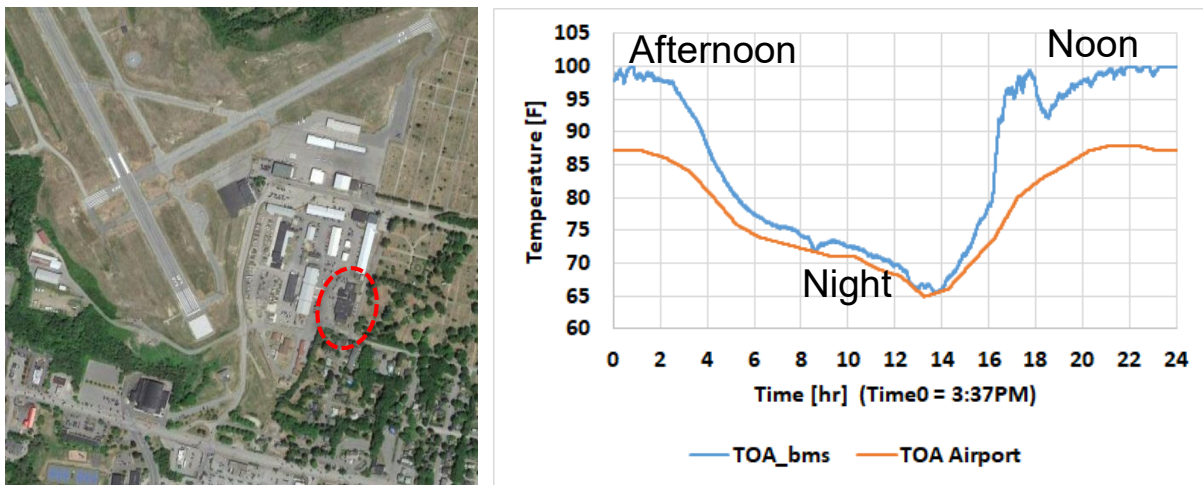 105
100
95
90
85
80
75
70
65
60
Temperature [F]
Afternoon
Noon
Night
0 2 4 6 8 10 12 14 16 18 20 22 24
Time [hr] (Time0 = 3:37PM)
TOA_bms TOA Airport